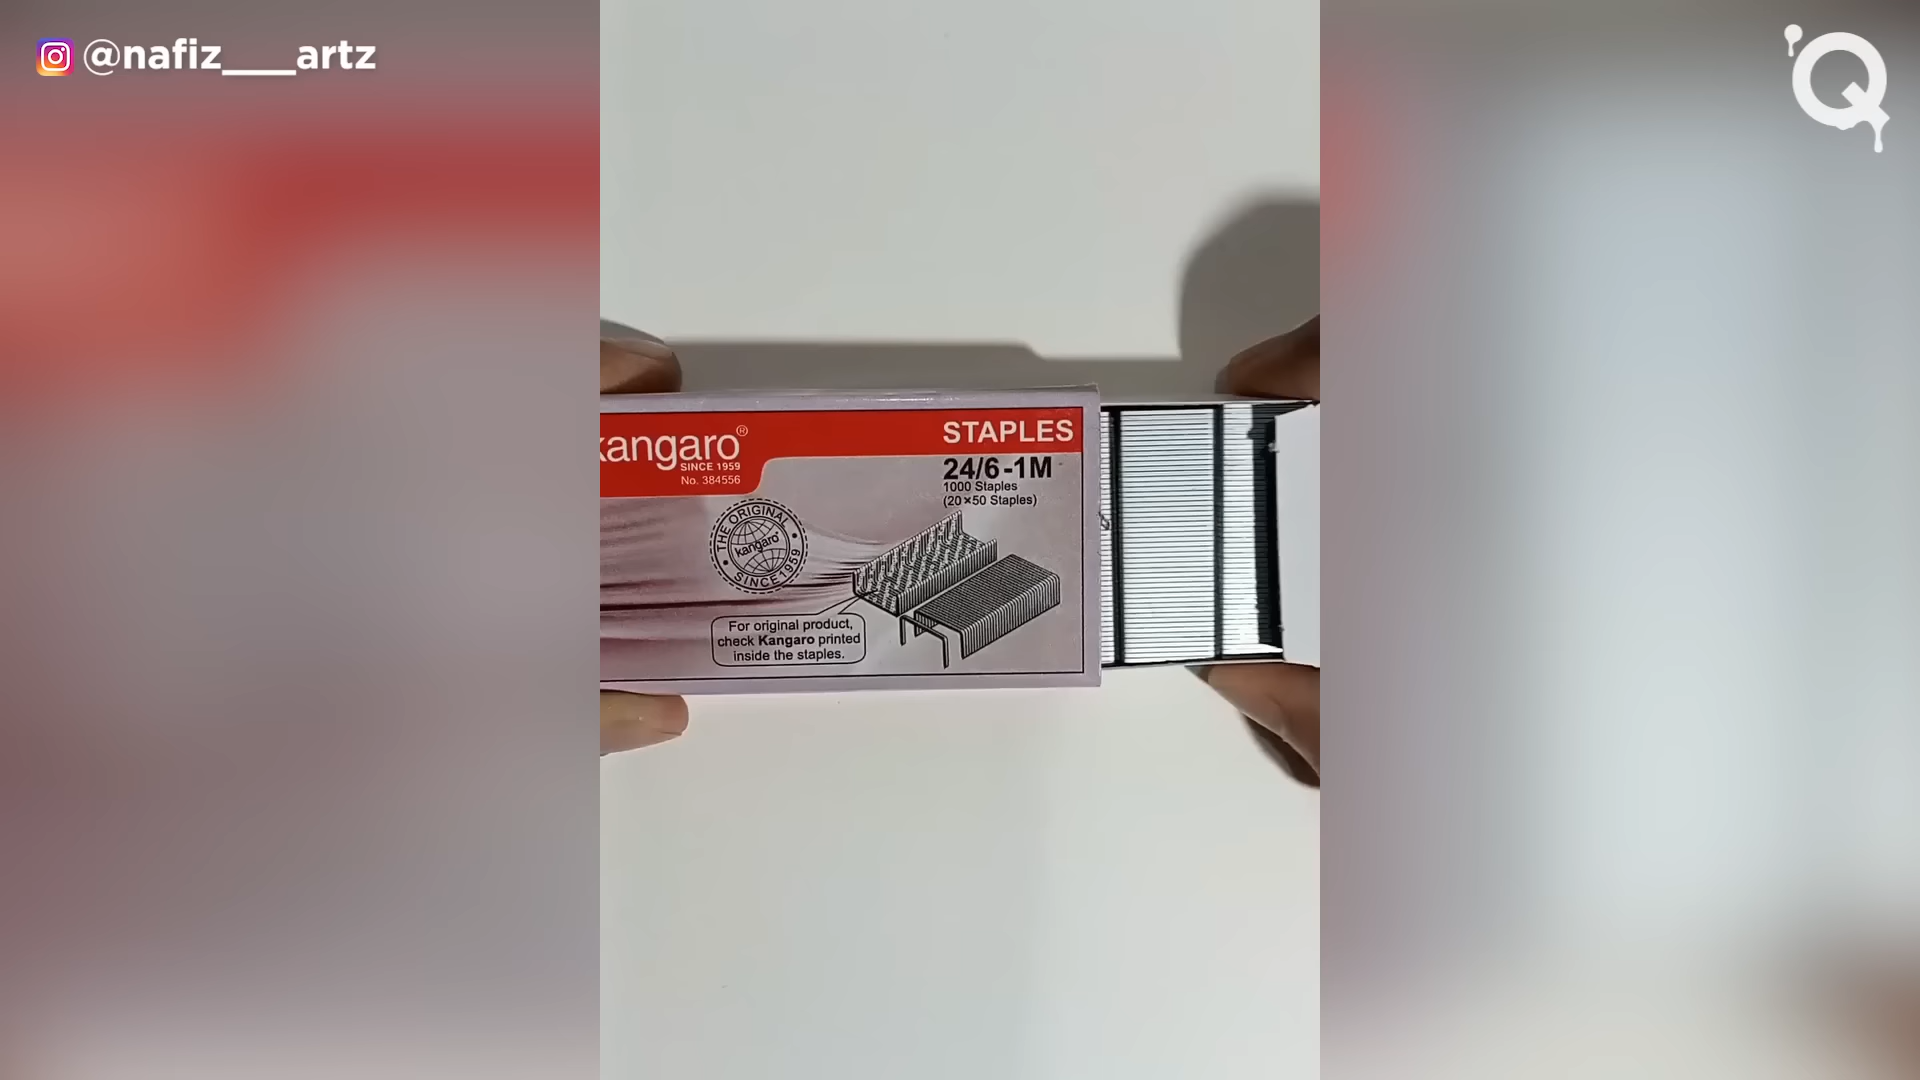 @nafiz___artz
Q
kangaro®
SINCE 1959
No. 384556
STAPLES
24/6-1M
1000 Staples
(20×50 Staples)
THE ORIGINAL
kangaro®
SINCE 1959
For original product,
check Kangaro printed
inside the staples.